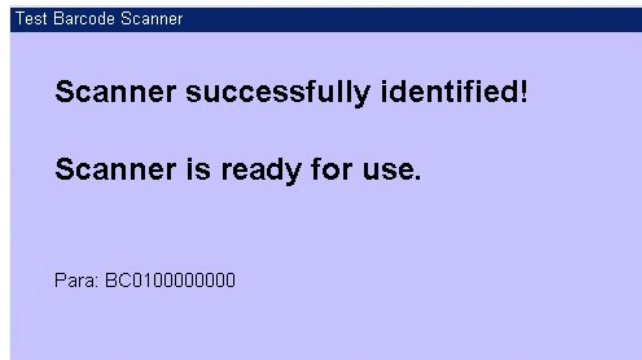 Test Barcode Scanner
Scanner successfully identified!
Scanner is ready for use.
Para: BC0100000000